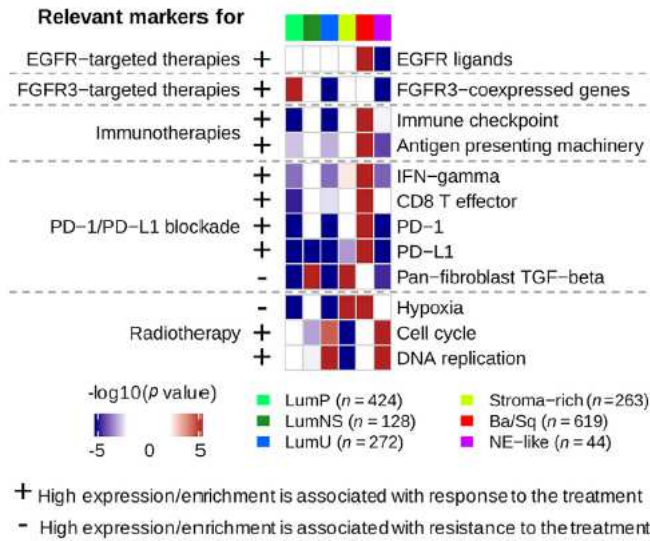 Relevant markers for
EGFR−targeted therapies + EGFR ligands
FGFR3−targeted therapies + FGFR3−coexpressed genes
Immunotherapies + Immune checkpoint
+ Antigen presenting machinery
+ IFN−gamma
+ CD8 T effector
PD−1/PD−L1 blockade + PD−1
+ PD−L1
- Pan−fibroblast TGF−beta
- Hypoxia
Radiotherapy + Cell cycle
+ DNA replication
-log10(p value)
-5 0 5
LumP (n = 424)
LumNS (n = 128)
LumU (n = 272)
Stroma−rich (n=263)
Ba/Sq (n = 619)
NE−like (n = 44)
+ High expression/enrichment is associated with response to the treatment
- High expression/enrichment is associated with resistance to the treatment